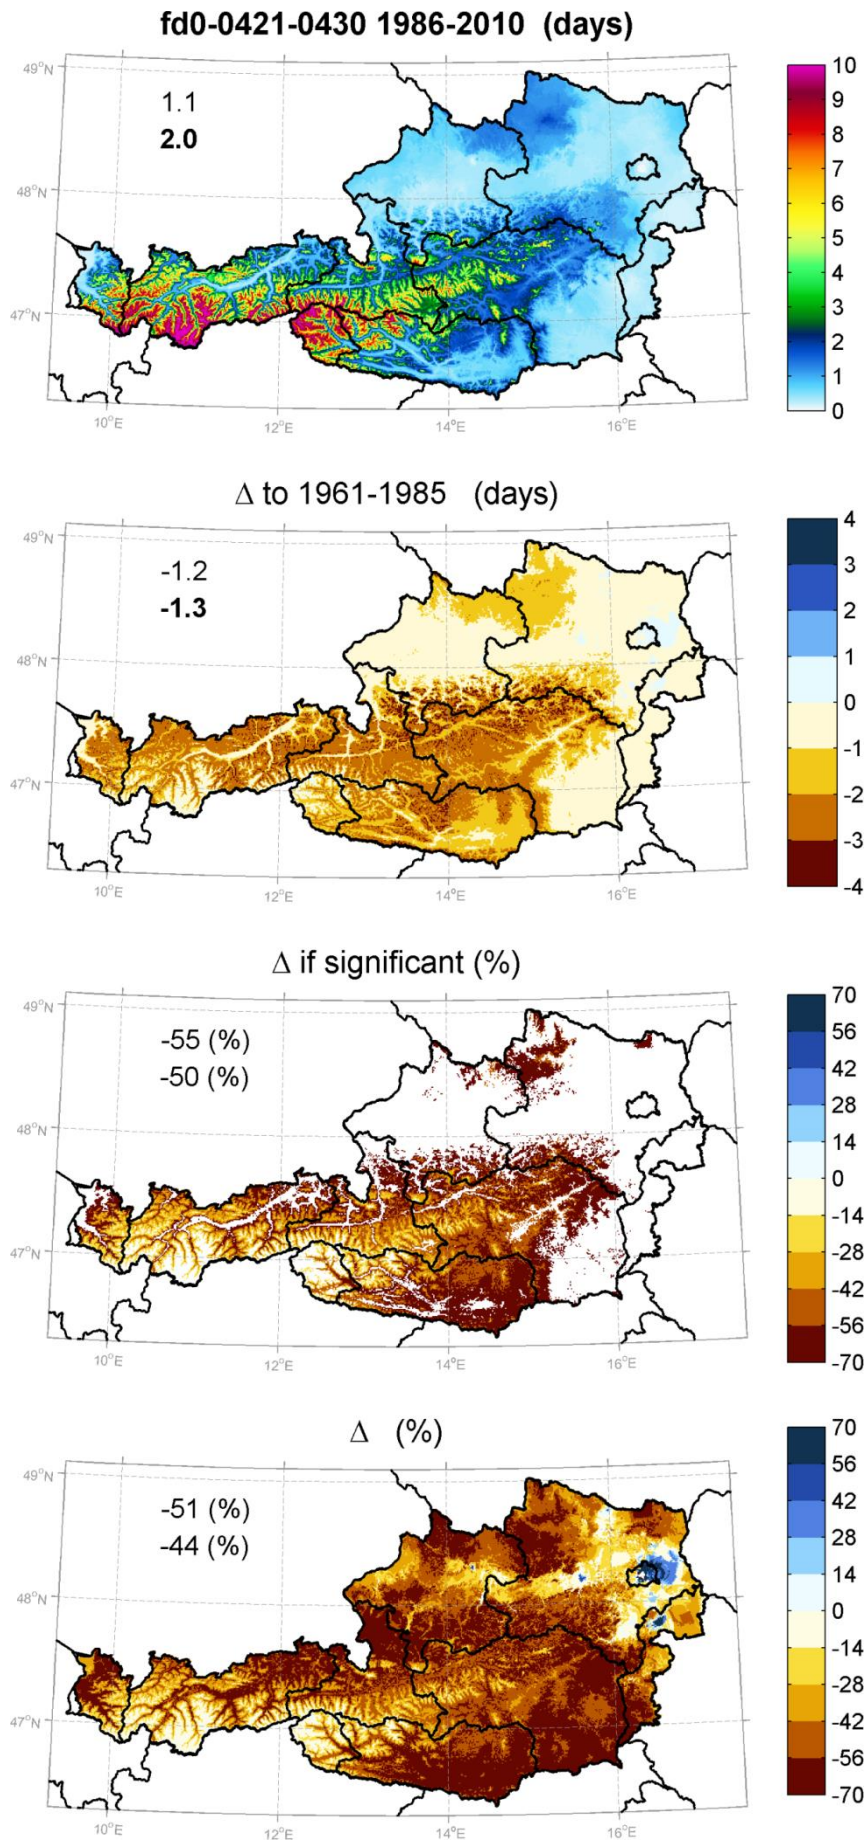 fd0-0421-0430 1986-2010 (days)
49°N
48°N
47°N
10°E
12°E
14°E
16°E
1.1
2.0
10
9
8
7
6
5
4
3
2
1
0
Δ to 1961-1985 (days)
49°N
48°N
47°N
10°E
12°E
14°E
16°E
-1.2
-1.3
4
3
2
1
0
-1
-2
-3
-4
Δ if significant (%)
49°N
48°N
47°N
10°E
12°E
14°E
16°E
-55 (%)
-50 (%)
70
56
42
28
14
0
-14
-28
-42
-56
-70
Δ (%)
49°N
48°N
47°N
10°E
12°E
14°E
16°E
-51 (%)
-44 (%)
70
56
42
28
14
0
-14
-28
-42
-56
-70